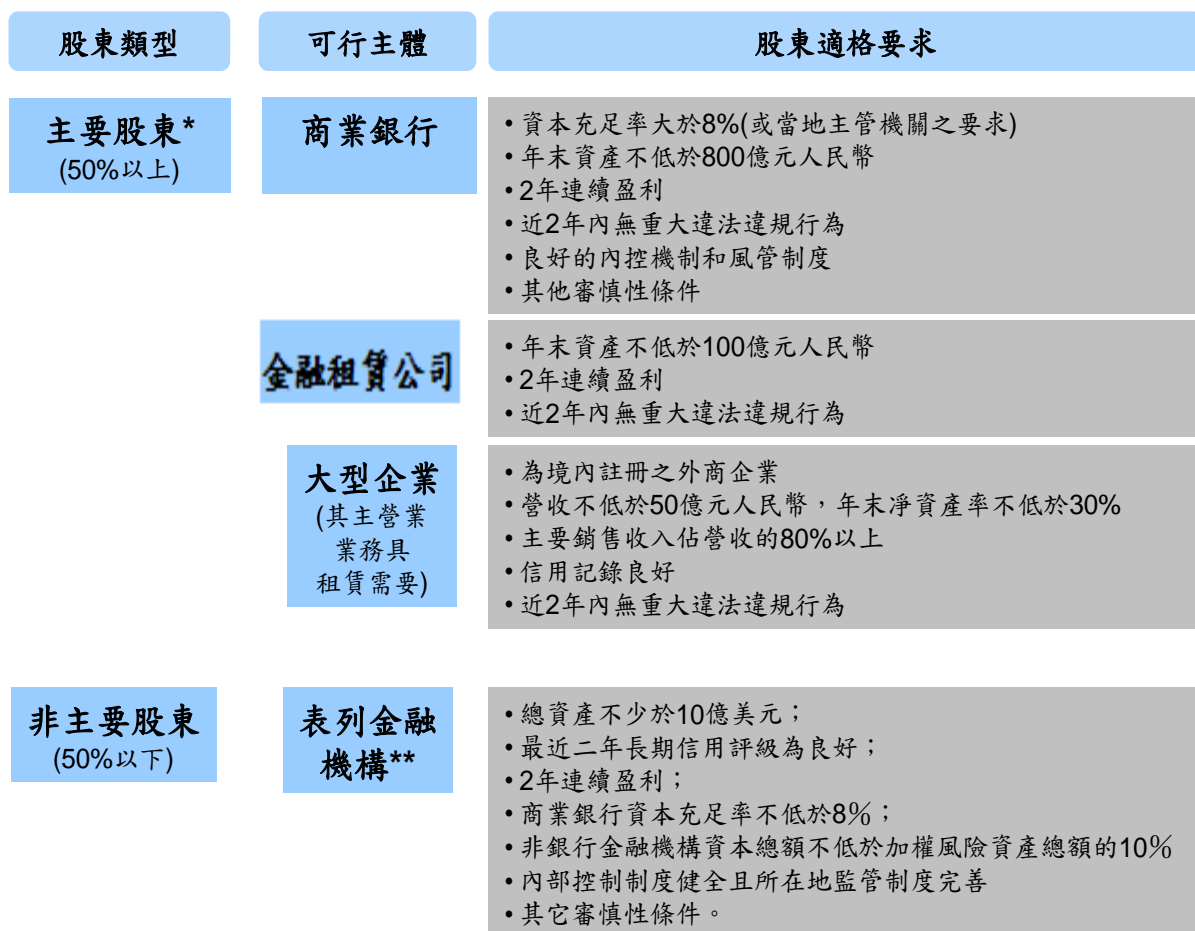 股東類型
可行主體
股東適格要求
主要股東*
(50%以上)
商業銀行
•資本充足率大於8%(或當地主管機關之要求)
•年末資產不低於800億元人民幣
•2年連續盈利
•近2年內無重大違法違規行為
•良好的內控機制和風管制度
•其他審慎性條件
金融租賃公司
•年末資產不低於100億元人民幣
•2年連續盈利
•近2年內無重大違法違規行為
大型企業
(其主營業
業務具
租賃需要)
•為境內註冊之外商企業
•營收不低於50億元人民幣，年末凈資產率不低於30%
•主要銷售收入佔營收的80%以上
•信用記錄良好
•近2年內無重大違法違規行為
非主要股東
(50%以下)
表列金融
機構**
•總資產不少於10億美元；
•最近二年長期信用評級為良好；
•2年連續盈利；
•商業銀行資本充足率不低於8％；
•非銀行金融機構資本總額不低於加權風險資產總額的10％
•內部控制制度健全且所在地監管制度完善
•其它審慎性條件。